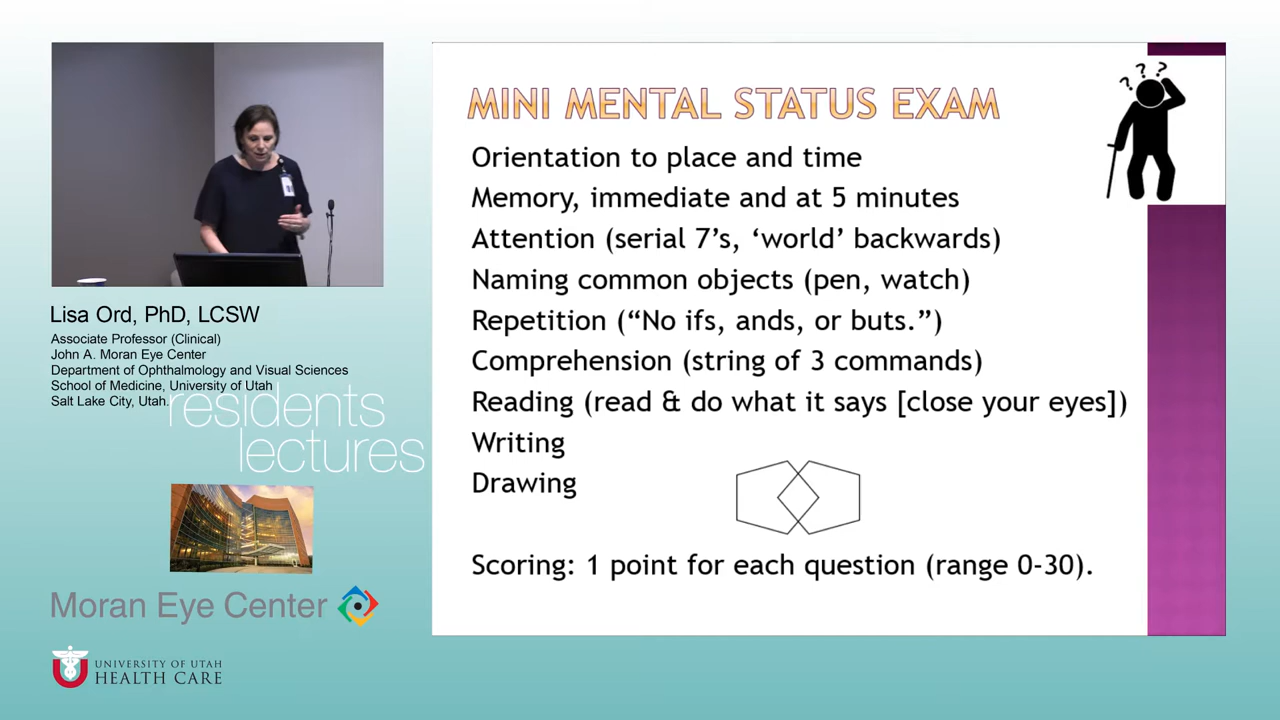 MINI MENTAL STATUS EXAM
? ? ?
Orientation to place and time
Memory, immediate and at 5 minutes
Attention (serial 7’s, ‘world’ backwards)
Naming common objects (pen, watch)
Repetition (“No ifs, ands, or buts.”)
Comprehension (string of 3 commands)
Reading (read & do what it says [close your eyes])
Writing
Drawing
Scoring: 1 point for each question (range 0-30).
Lisa Ord, PhD, LCSW
Associate Professor (Clinical)
John A. Moran Eye Center
Department of Ophthalmology and Visual Sciences
School of Medicine, University of Utah
Salt Lake City, Utah.
residents
lectures
Moran Eye Center
U
UNIVERSITY OF UTAH
HEALTH CARE